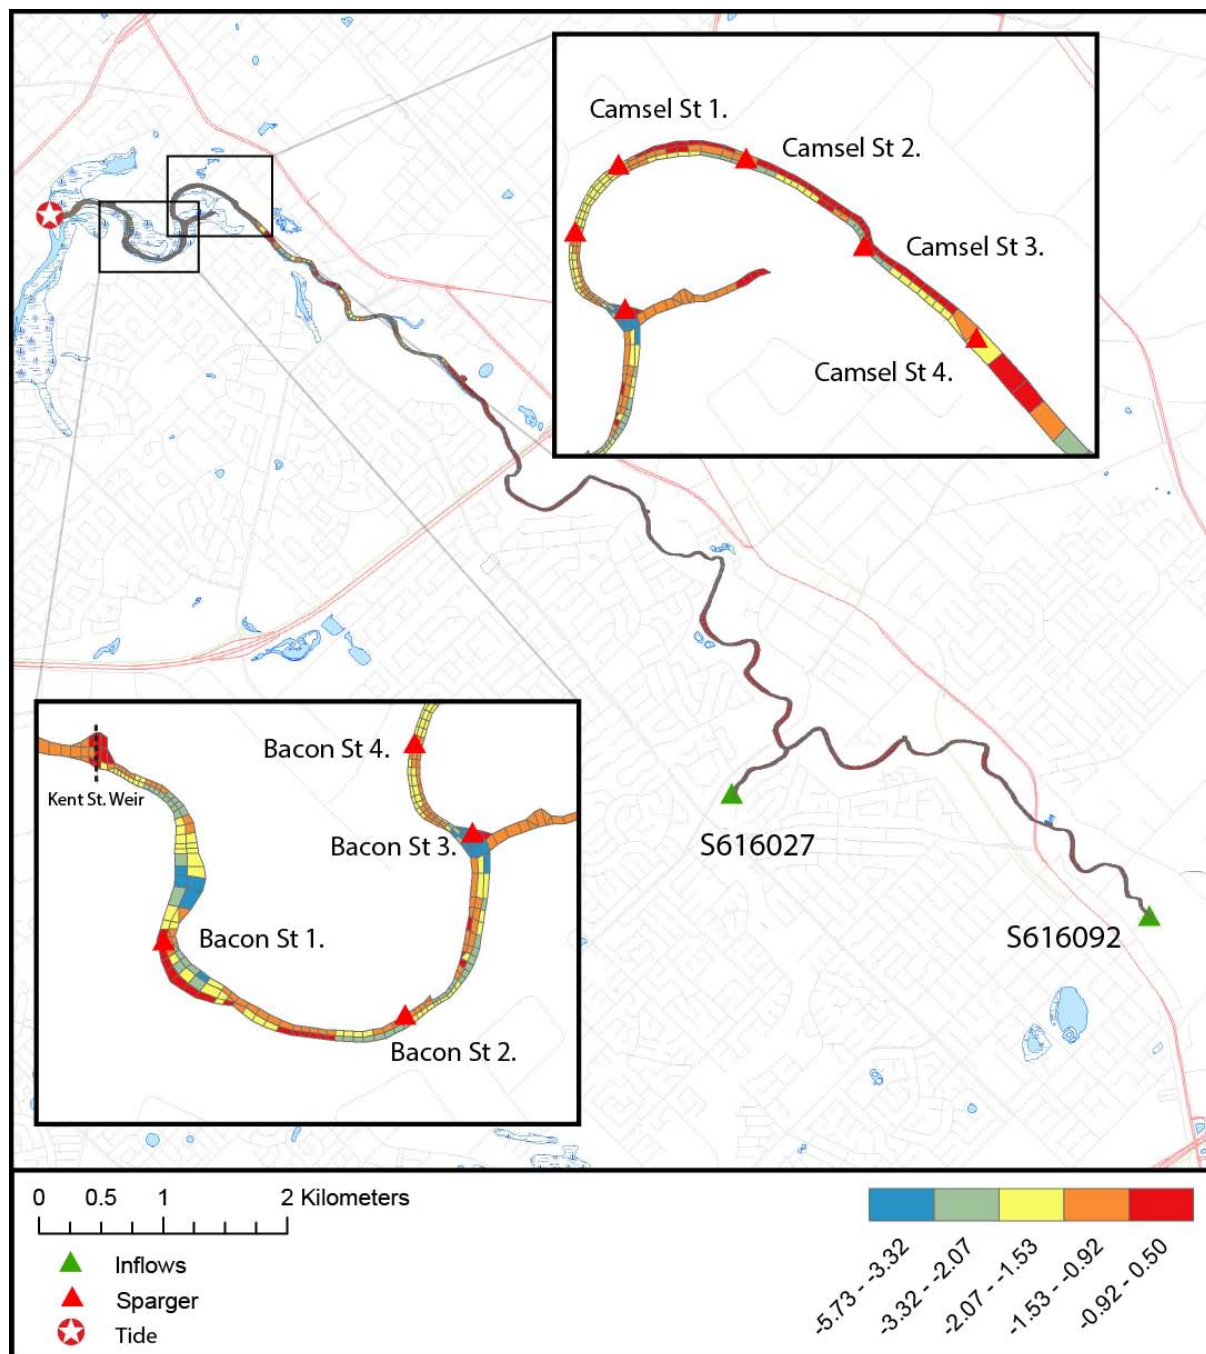 Camsel St 1.
Camsel St 2.
Camsel St 3.
Camsel St 4.
Bacon St 4.
Kent St. Weir
Bacon St 3.
Bacon St 1.
Bacon St 2.
S616027
S616092
0 0.5 1 2 Kilometers
Inflows
Sparger
Tide
-5.73 - -3.32
-3.32 - -2.07
-2.07 - -1.53
-1.53 - -0.92
-0.92 - 0.50